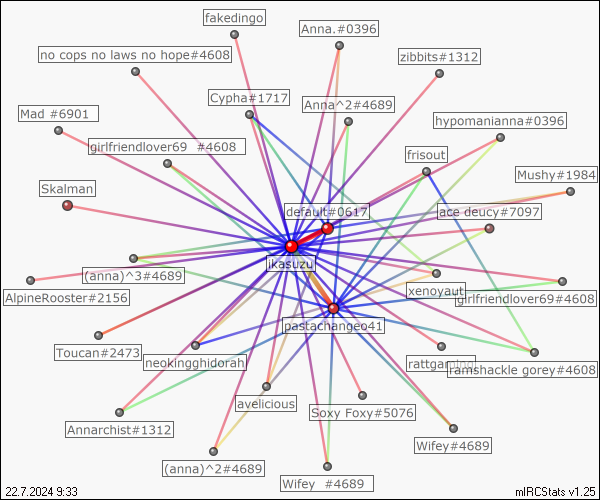 fakedingo
Anna.#0396
no cops no laws no hope#4608
zibbits#1312
Cypha#1717
Anna^2#4689
Mad #6901
hypomanianna#0396
girlfriendlover69 #4608
frisout
Mushy#1984
Skalman
default#0617
ace deucy#7097
ikasuzu
(anna)^3#4689
xenoyaut
AlpineRooster#2156
girlfriendlover69#4608
pastachangeq41
Toucan#2473
neokingghidorah
ramshackle gorey#4608
avelicious
Soxy Foxy#5076
Annarchist#1312
Wifey#4689
(anna)^2#4689
Wifey #4689
22.7.2024 9:33
mIRCStats v1.25